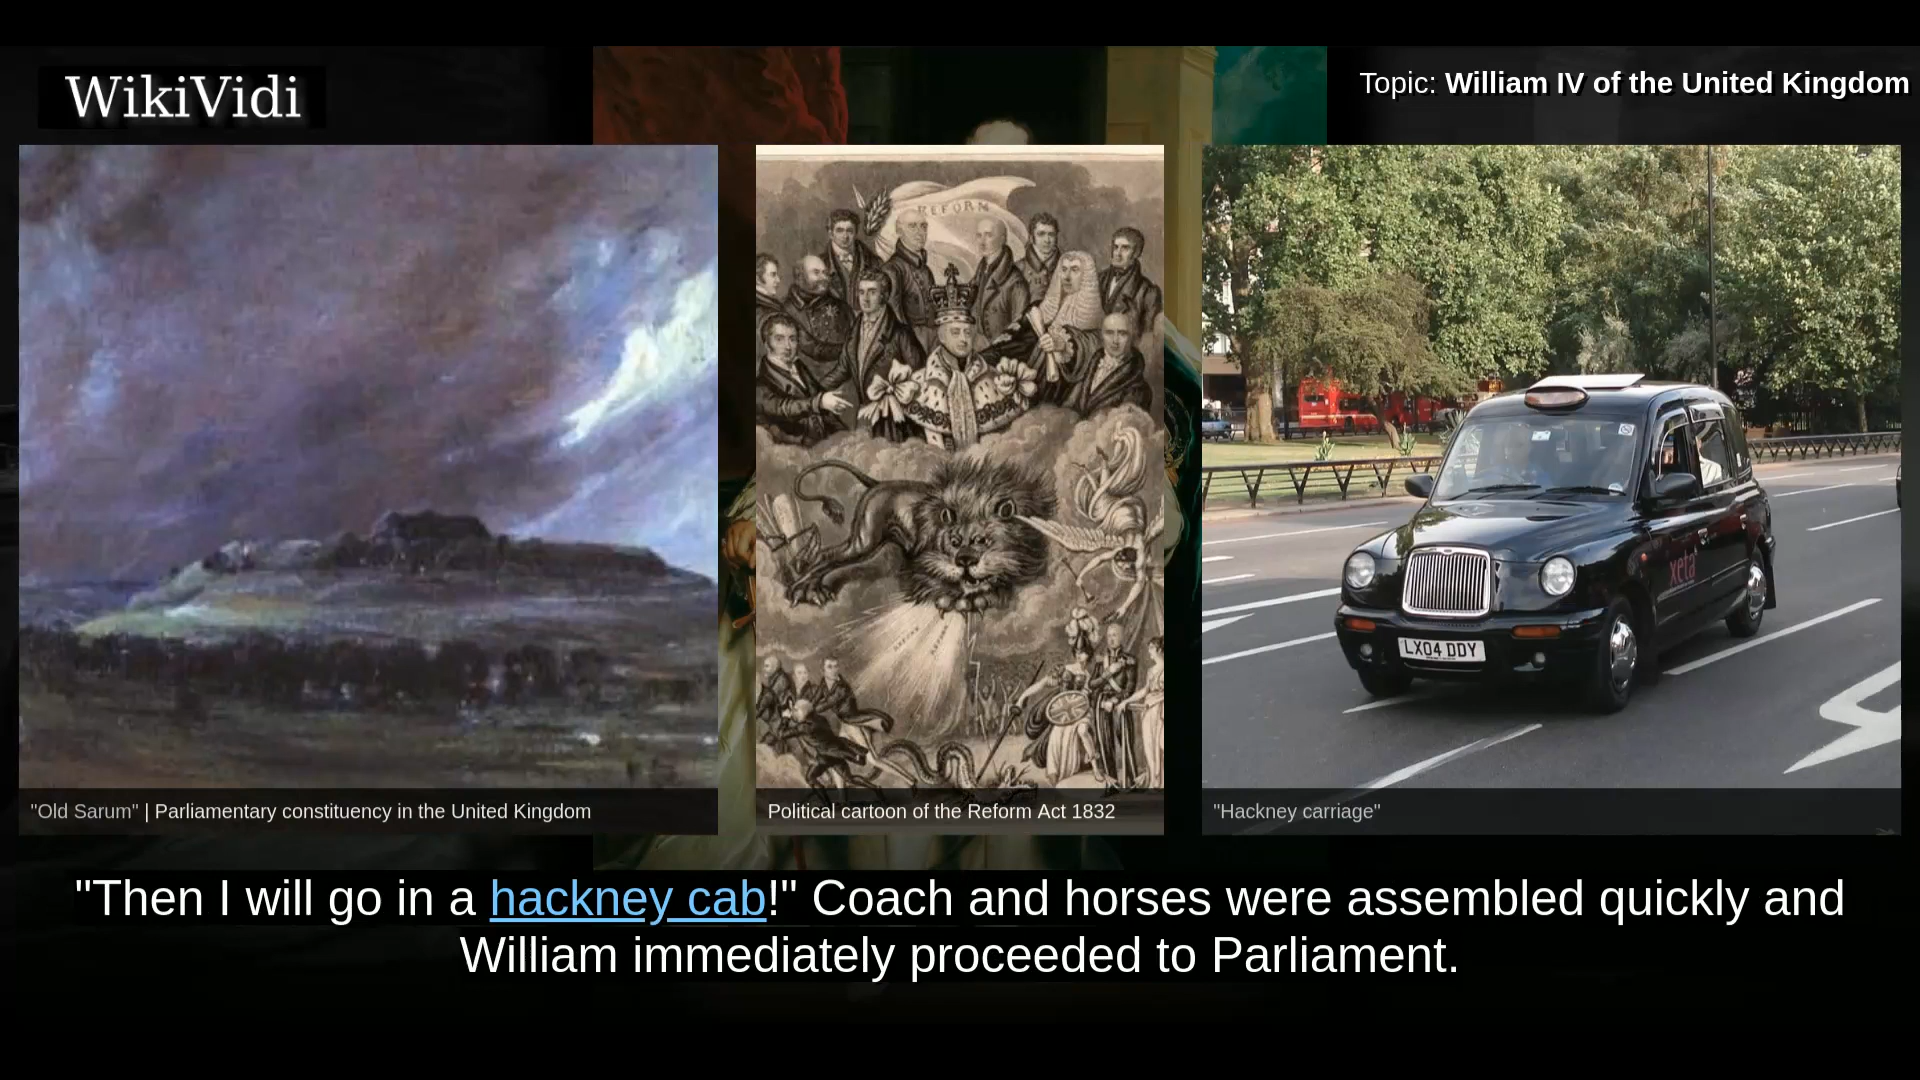 WikiVidi
Topic: William IV of the United Kingdom
REFORM
xeta
LX04 DDY
"Old Sarum" | Parliamentary constituency in the United Kingdom
Political cartoon of the Reform Act 1832
"Hackney carriage"
"Then I will go in a hackney cab!" Coach and horses were assembled quickly and
William immediately proceeded to Parliament.